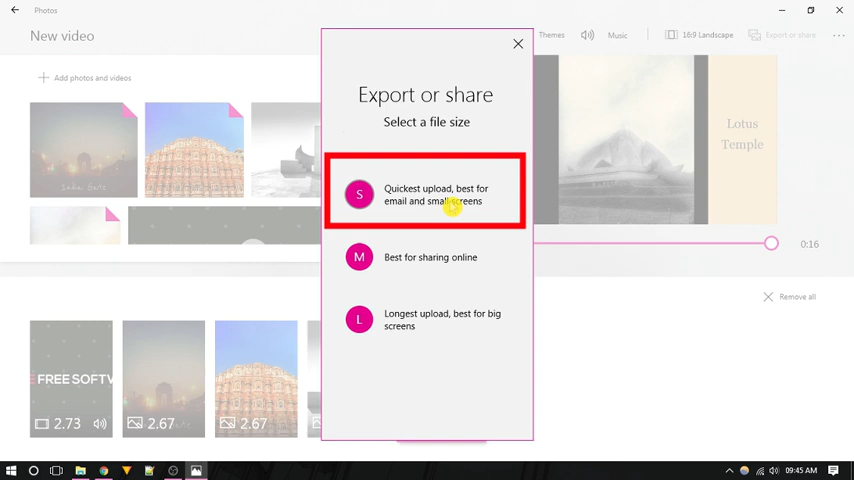 Photos
New video
Themes
Music
16:9 Landscape
Export or share
Add photos and videos
Export or share
Select a file size
S
Quickest upload, best for
email and small screens
M
Best for sharing online
L
Longest upload, best for big
screens
Lotus
Temple
0:16
Remove all
FREE SOFTW
2.73
2.67
2.67
09:45 AM